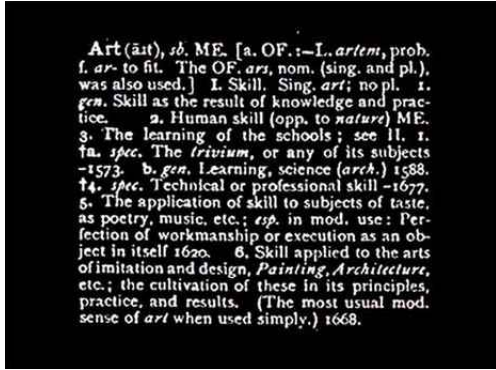 Art (āɪt), sb. ME. [a. OF. :—L. artem, prob.
f. ar- to fit. The OF. ars, nom. (sing. and pl.),
was also used.] I. Skill. Sing. art; no pl. 1.
gen. Skill as the result of knowledge and prac-
tice. 2. Human skill (opp. to nature) ME.
3. The learning of the schools; see II. 1.
†a. spec. The trivium, or any of its subjects
-1573. b. gen. Learning, science (arch.) 1588.
†4. spec. Technical or professional skill -1677.
5. The application of skill to subjects of taste,
as poetry, music, etc.; esp. in mod. use: Per-
fection of workmanship or execution as an ob-
ject in itself 1620. 6. Skill applied to the arts
of imitation and design, Painting, Architecture,
etc.; the cultivation of these in its principles,
practice, and results. (The most usual mod.
sense of art when used simply.) 1668.